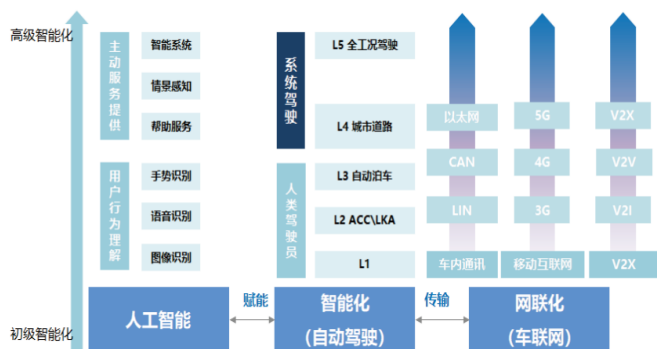 高级智能化
主动服务提供
智能系统
情景感知
帮助服务
用户行为理解
手势识别
语音识别
图像识别
系统驾驶
L5 全工况驾驶
L4 城市道路
人类驾驶员
L3 自动泊车
L2 ACC\LKA
L1
以太网
5G
V2X
CAN
4G
V2V
LIN
3G
V2I
车内通讯
移动互联网
V2X
初级智能化
人工智能
赋能
智能化
(自动驾驶)
传输
网联化
(车联网)